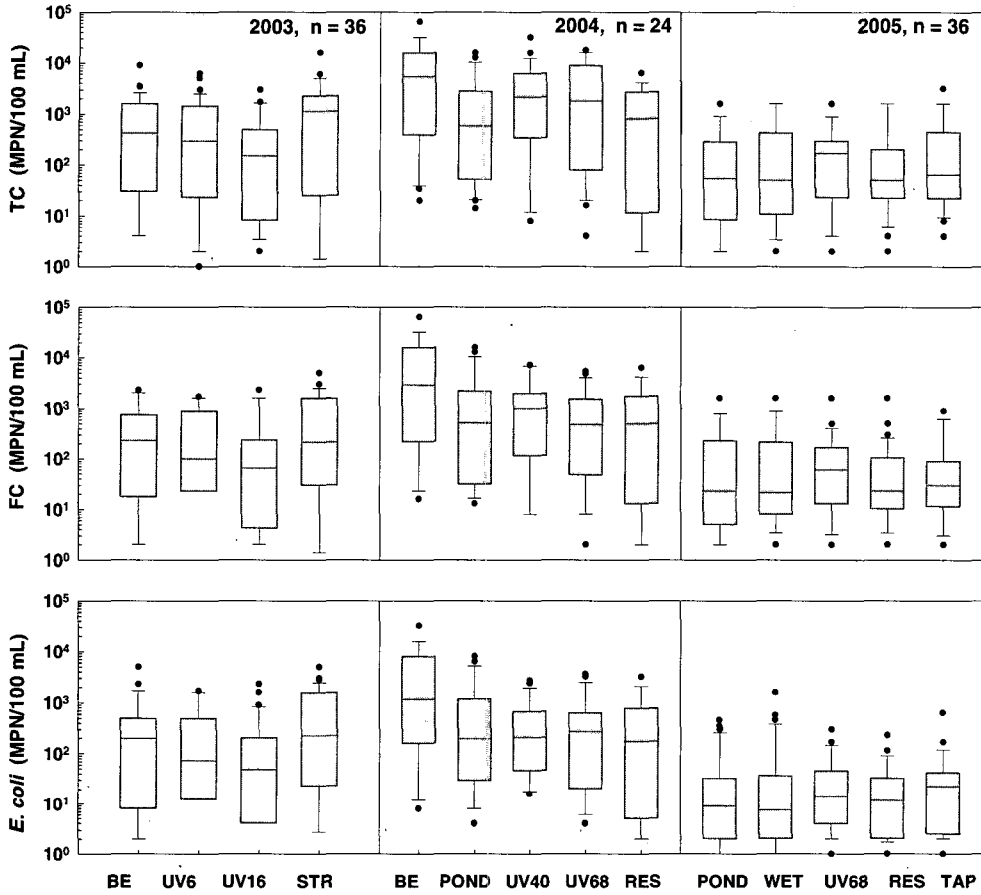 2003, n = 36
2004, n = 24
2005, n = 36
TC (MPN/100 mL)
10⁵
10⁴
10³
10²
10¹
10⁰
FC (MPN/100 mL)
10⁵
10⁴
10³
10²
10¹
10⁰
E. coli (MPN/100 mL)
10⁵
10⁴
10³
10²
10¹
10⁰
BE UV6 UV16 STR BE POND UV40 UV68 RES POND WET UV68 RES TAP